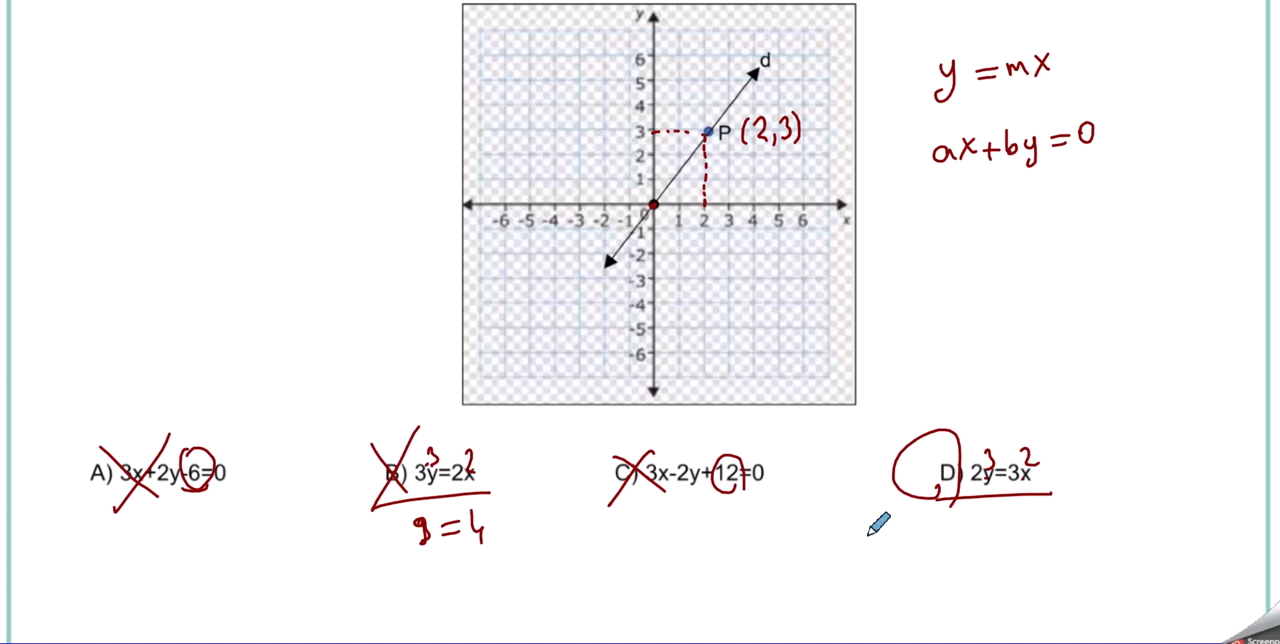 y
d
6
5
4
3
2
1
P (2,3)
-6 -5 -4 -3 -2 -1 0 1 2 3 4 5 6 x
-1
-2
-3
-4
-5
-6
y = mx
ax+by=0
A) 3x+2y-6=0
B) 3y=2x
3 2
9 = 4
C) 3x-2y+12=0
D) 2y=3x
3 2